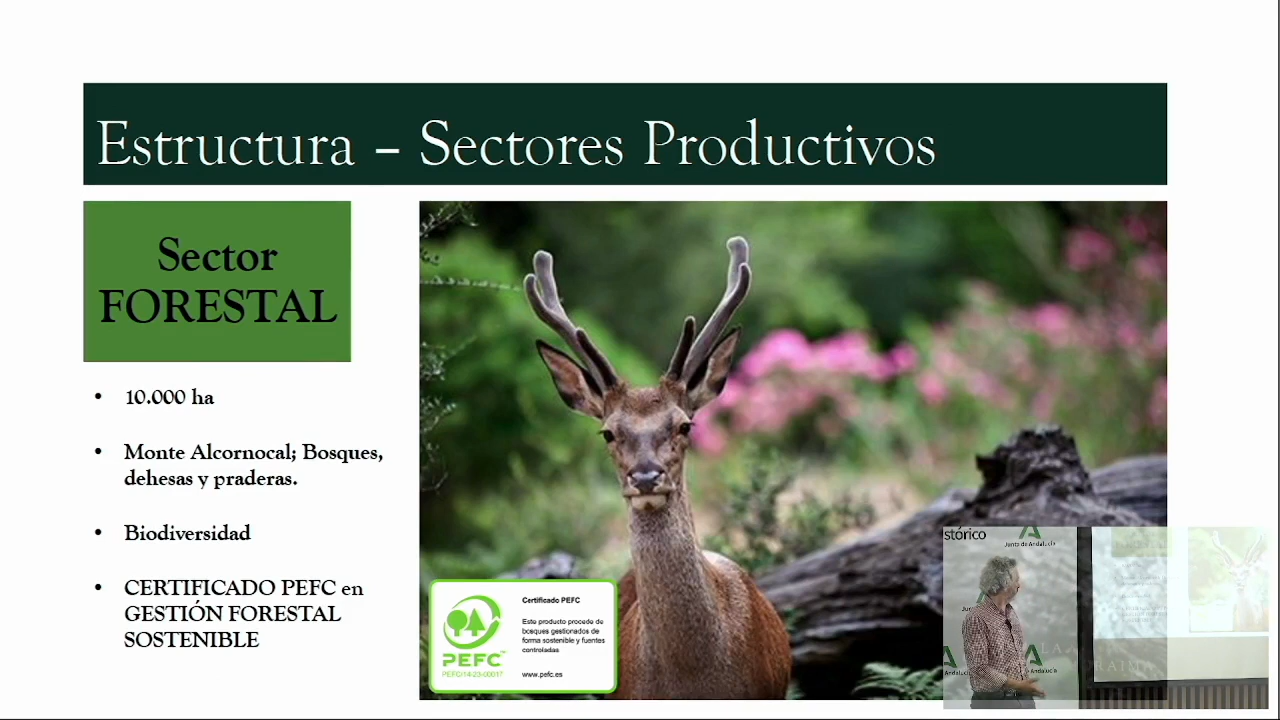 Estructura – Sectores Productivos
Sector
FORESTAL
• 10.000 ha
• Monte Alcornocal; Bosques,
dehesas y praderas.
• Biodiversidad
• CERTIFICADO PEFC en
GESTIÓN FORESTAL
SOSTENIBLE
PEFC™
PEFC/14-23-00017
Certificado PEFC
Este producto procede de
bosques gestionados de
forma sostenible y fuentes
controladas
www.pefc.es
stórico
Junta de Andalucía